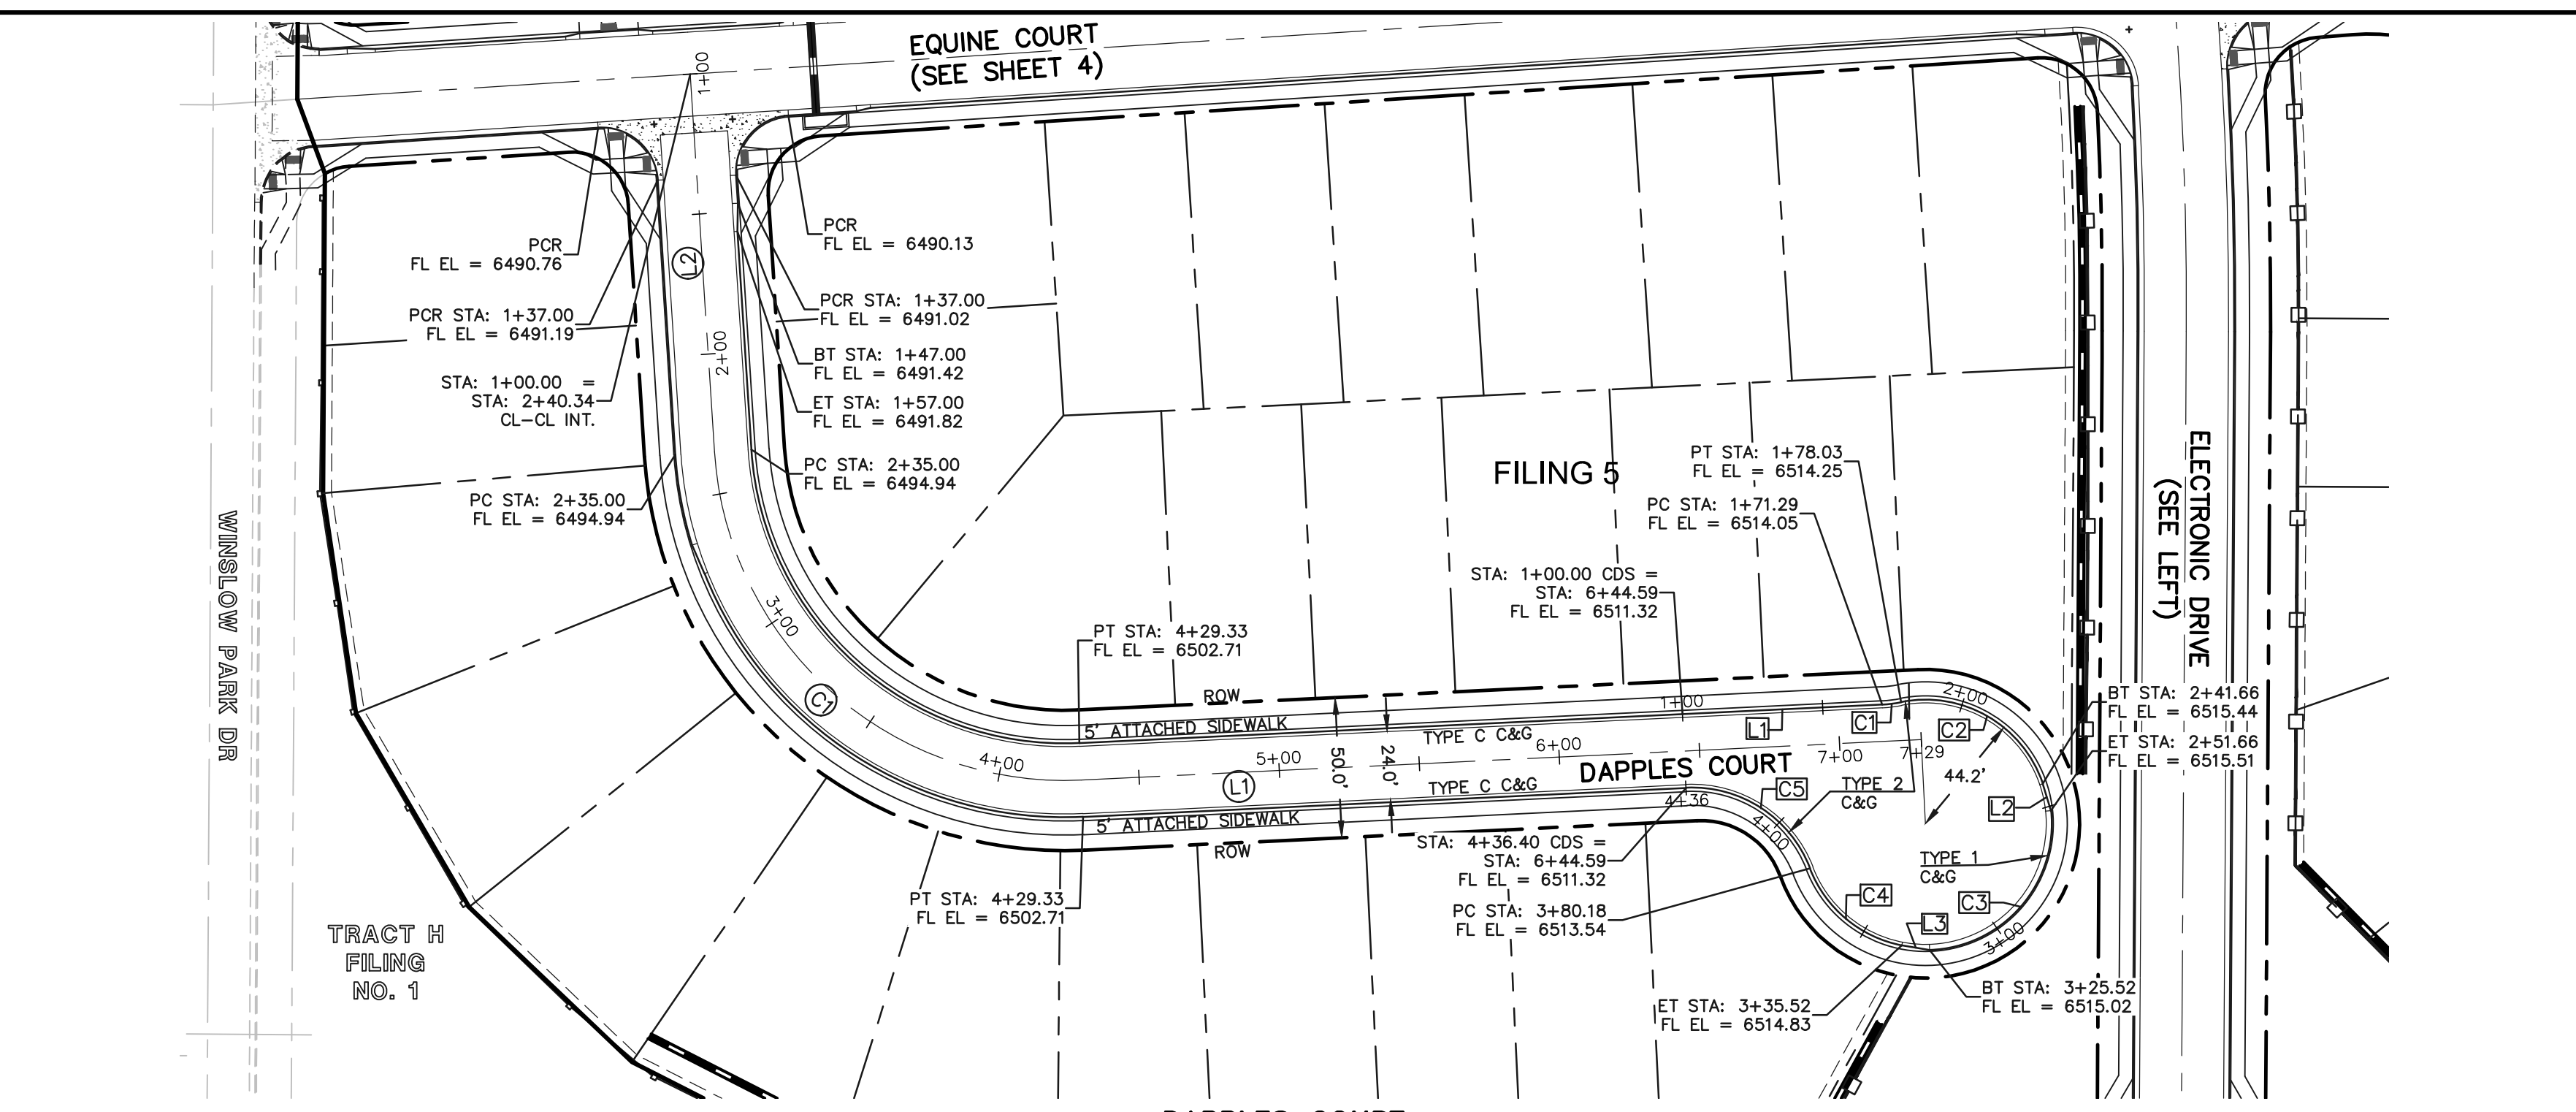 EQUINE COURT
(SEE SHEET 4)
1+00
PCR
FL EL = 6490.76
PCR
FL EL = 6490.13
L2
PCR STA: 1+37.00
FL EL = 6491.19
PCR STA: 1+37.00
FL EL = 6491.02
2+00
BT STA: 1+47.00
FL EL = 6491.42
STA: 1+00.00 =
STA: 2+40.34
CL-CL INT.
ET STA: 1+57.00
FL EL = 6491.82
PC STA: 2+35.00
FL EL = 6494.94
PC STA: 2+35.00
FL EL = 6494.94
FILING 5
PT STA: 1+78.03
FL EL = 6514.25
PC STA: 1+71.29
FL EL = 6514.05
ELECTRONIC DRIVE
(SEE LEFT)
WINSLOW PARK DR
STA: 1+00.00 CDS =
STA: 6+44.59
FL EL = 6511.32
3+00
PT STA: 4+29.33
FL EL = 6502.71
C1
ROW
1+00
2+00
BT STA: 2+41.66
FL EL = 6515.44
5' ATTACHED SIDEWALK
TYPE C C&G
L1
C1
C2
ET STA: 2+51.66
FL EL = 6515.51
4+00
5+00
6+00
7+00
7+29
50.0'
24.0'
DAPPLES COURT
44.2'
L1
TYPE C C&G
C5
TYPE 2
C&G
L2
4+36
5' ATTACHED SIDEWALK
ROW
4+00
STA: 4+36.40 CDS =
STA: 6+44.59
FL EL = 6511.32
TYPE 1
C&G
PT STA: 4+29.33
FL EL = 6502.71
PC STA: 3+80.18
FL EL = 6513.54
C4
C3
L3
3+00
TRACT H
FILING
NO. 1
ET STA: 3+35.52
FL EL = 6514.83
BT STA: 3+25.52
FL EL = 6515.02
DAPPLES COURT